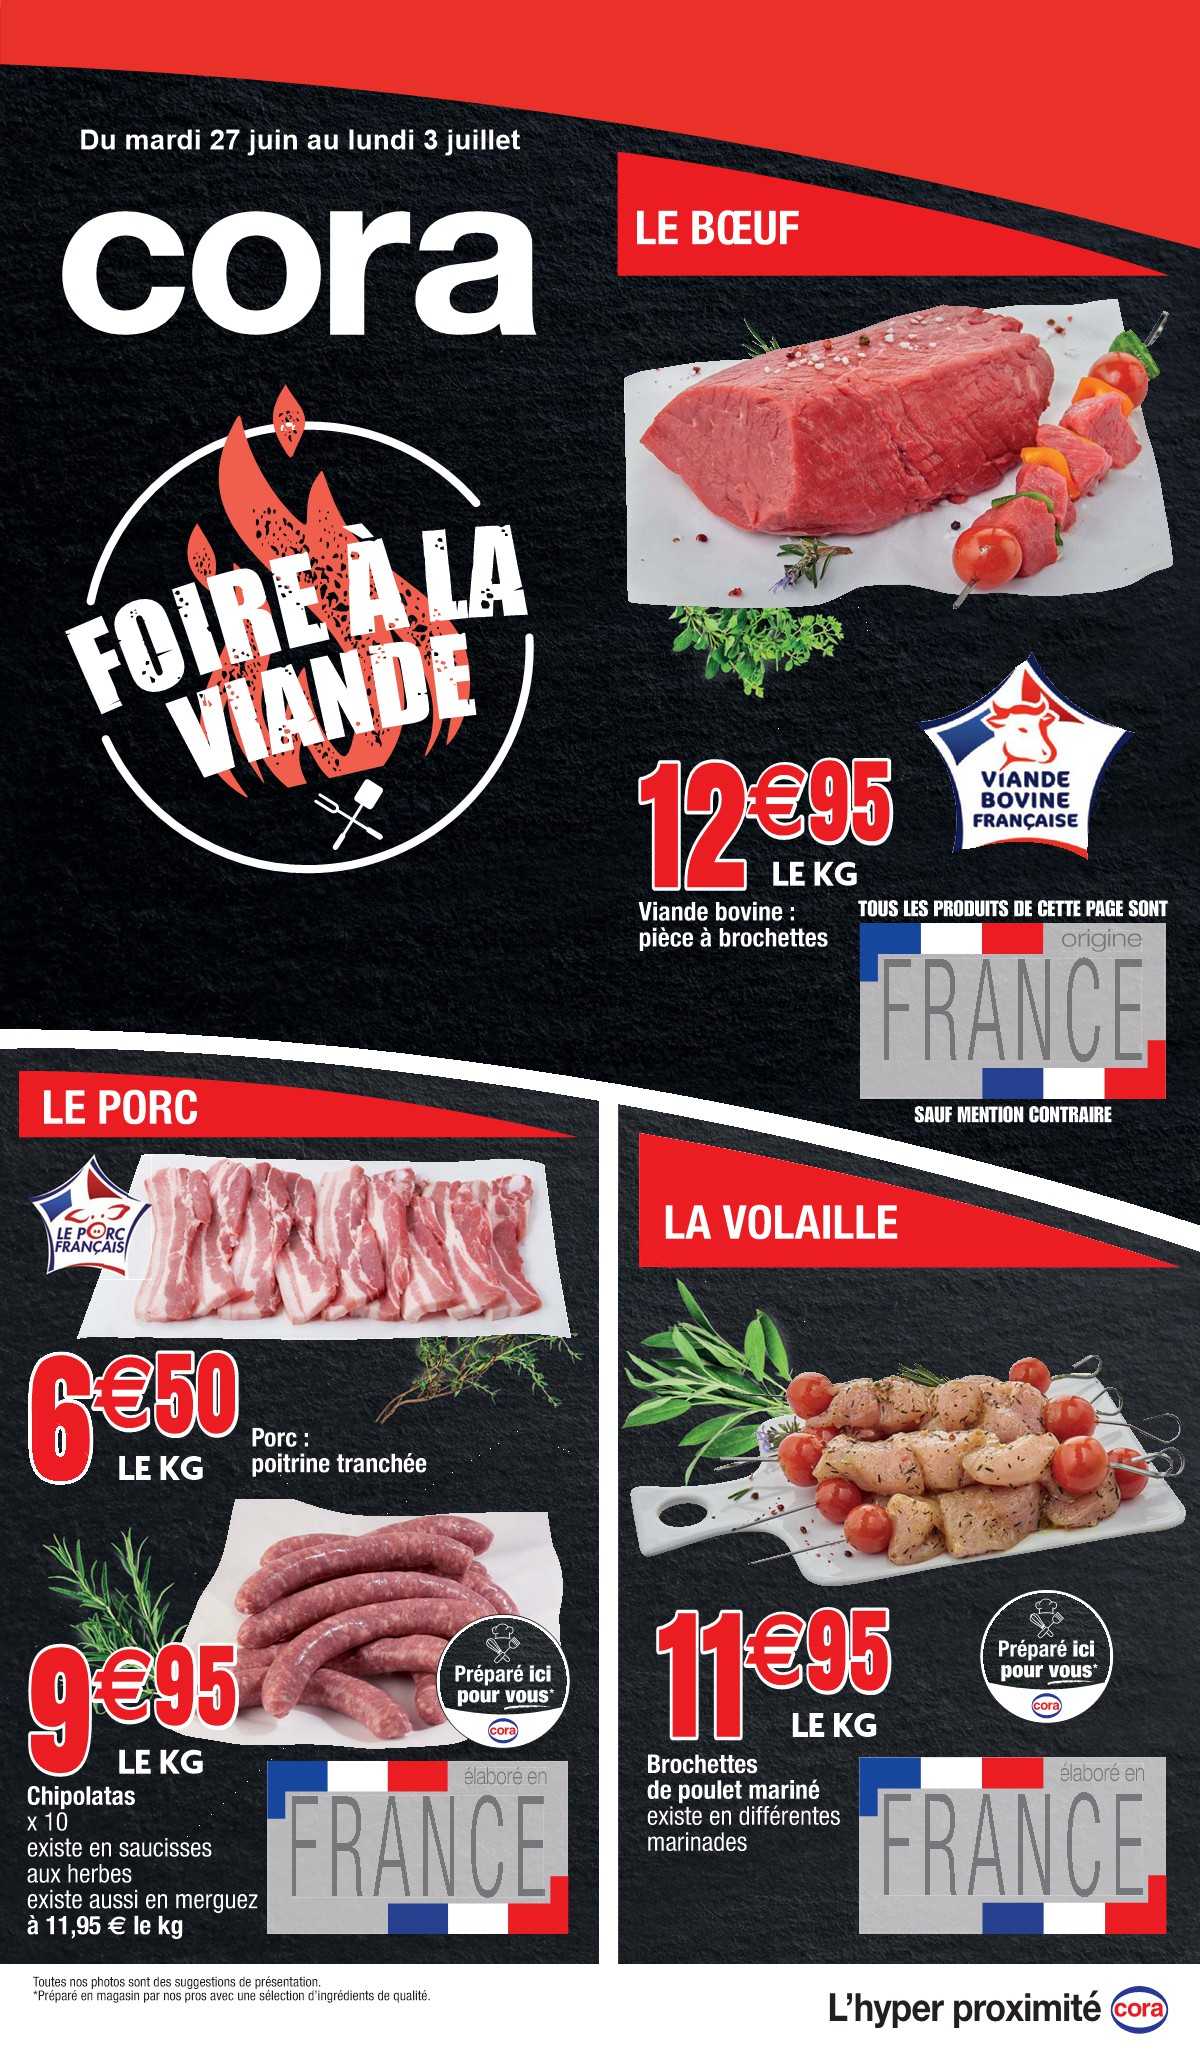 Du mardi 27 juin au lundi 3 juillet
cora
FOIRE À LA
VIANDE
LE BŒUF
12€95
LE KG
Viande bovine :
pièce à brochettes
VIANDE
BOVINE
FRANÇAISE
TOUS LES PRODUITS DE CETTE PAGE SONT
origine
FRANCE
SAUF MENTION CONTRAIRE
LE PORC
LE PORC
FRANÇAIS
6€50
LE KG
Porc :
poitrine tranchée
9€95
LE KG
Chipolatas
x 10
existe en saucisses
aux herbes
existe aussi en merguez
à 11,95 € le kg
Préparé ici
pour vous*
cora
élaboré en
FRANCE
LA VOLAILLE
11€95
LE KG
Brochettes
de poulet mariné
existe en différentes
marinades
Préparé ici
pour vous*
cora
élaboré en
FRANCE
Toutes nos photos sont des suggestions de présentation.
*Préparé en magasin par nos pros avec une sélection d'ingrédients de qualité.
L'hyper proximité cora